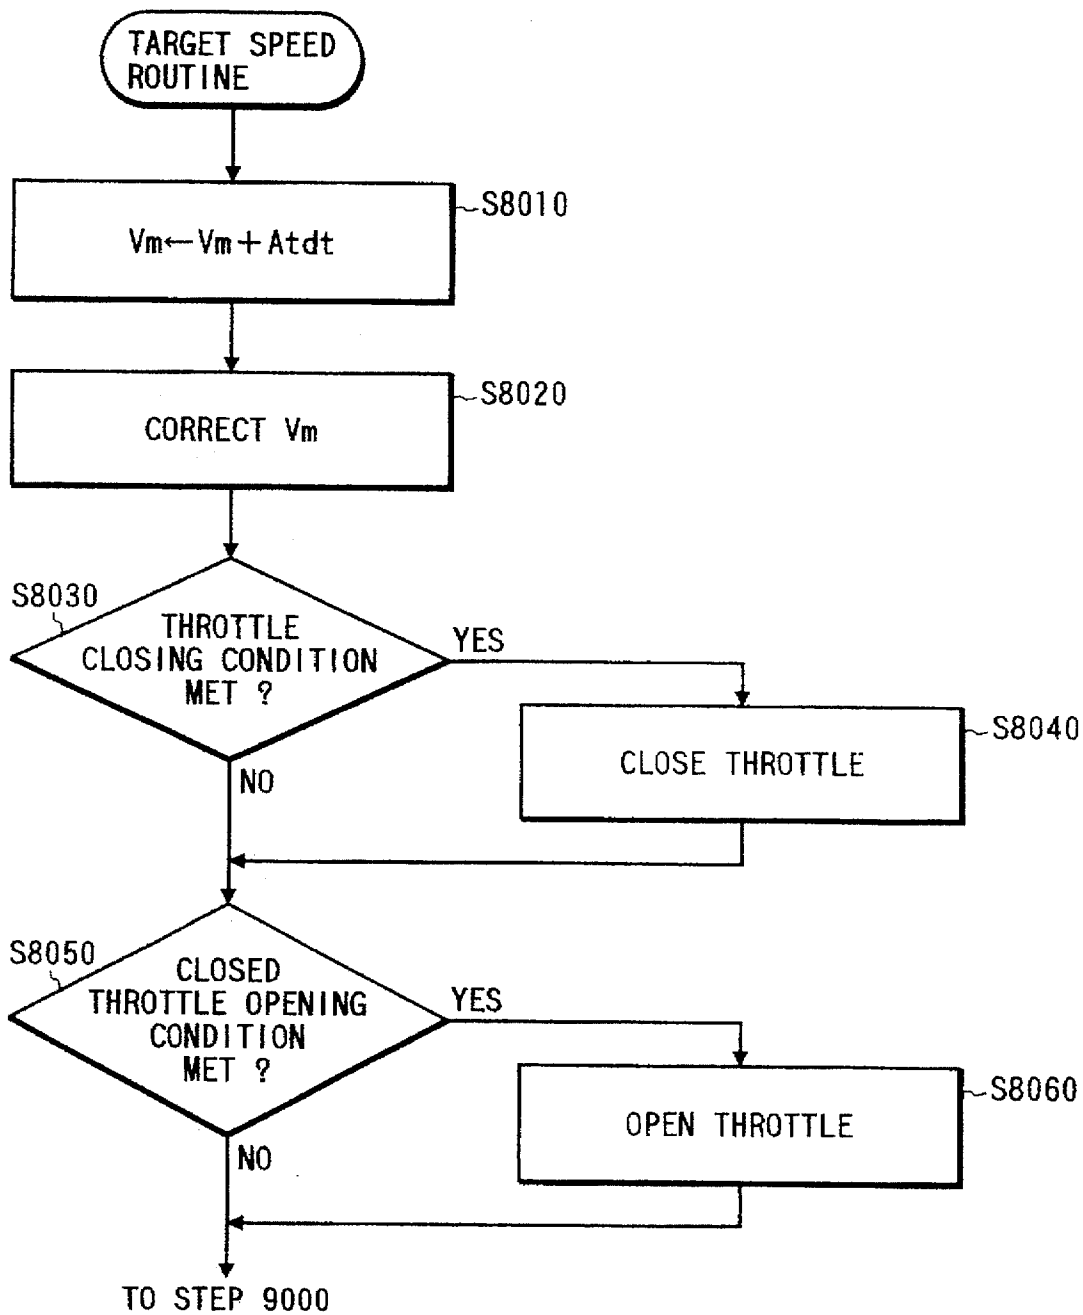 TARGET SPEED
ROUTINE
S8010
Vm←Vm+Atdt
S8020
CORRECT Vm
S8030
THROTTLE
CLOSING CONDITION
MET ?
YES
S8040
CLOSE THROTTLE
NO
S8050
CLOSED
THROTTLE OPENING
CONDITION
MET ?
YES
S8060
OPEN THROTTLE
NO
TO STEP 9000